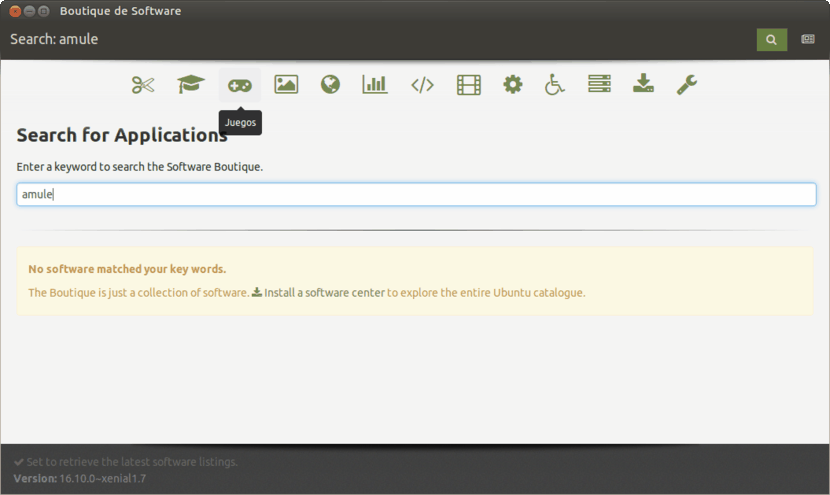 Boutique de Software
Search: amule
Juegos
Search for Applications
Enter a keyword to search the Software Boutique.
amule
No software matched your key words.
The Boutique is just a collection of software. Install a software center to explore the entire Ubuntu catalogue.
Set to retrieve the latest software listings.
Version: 16.10.0~xenial1.7